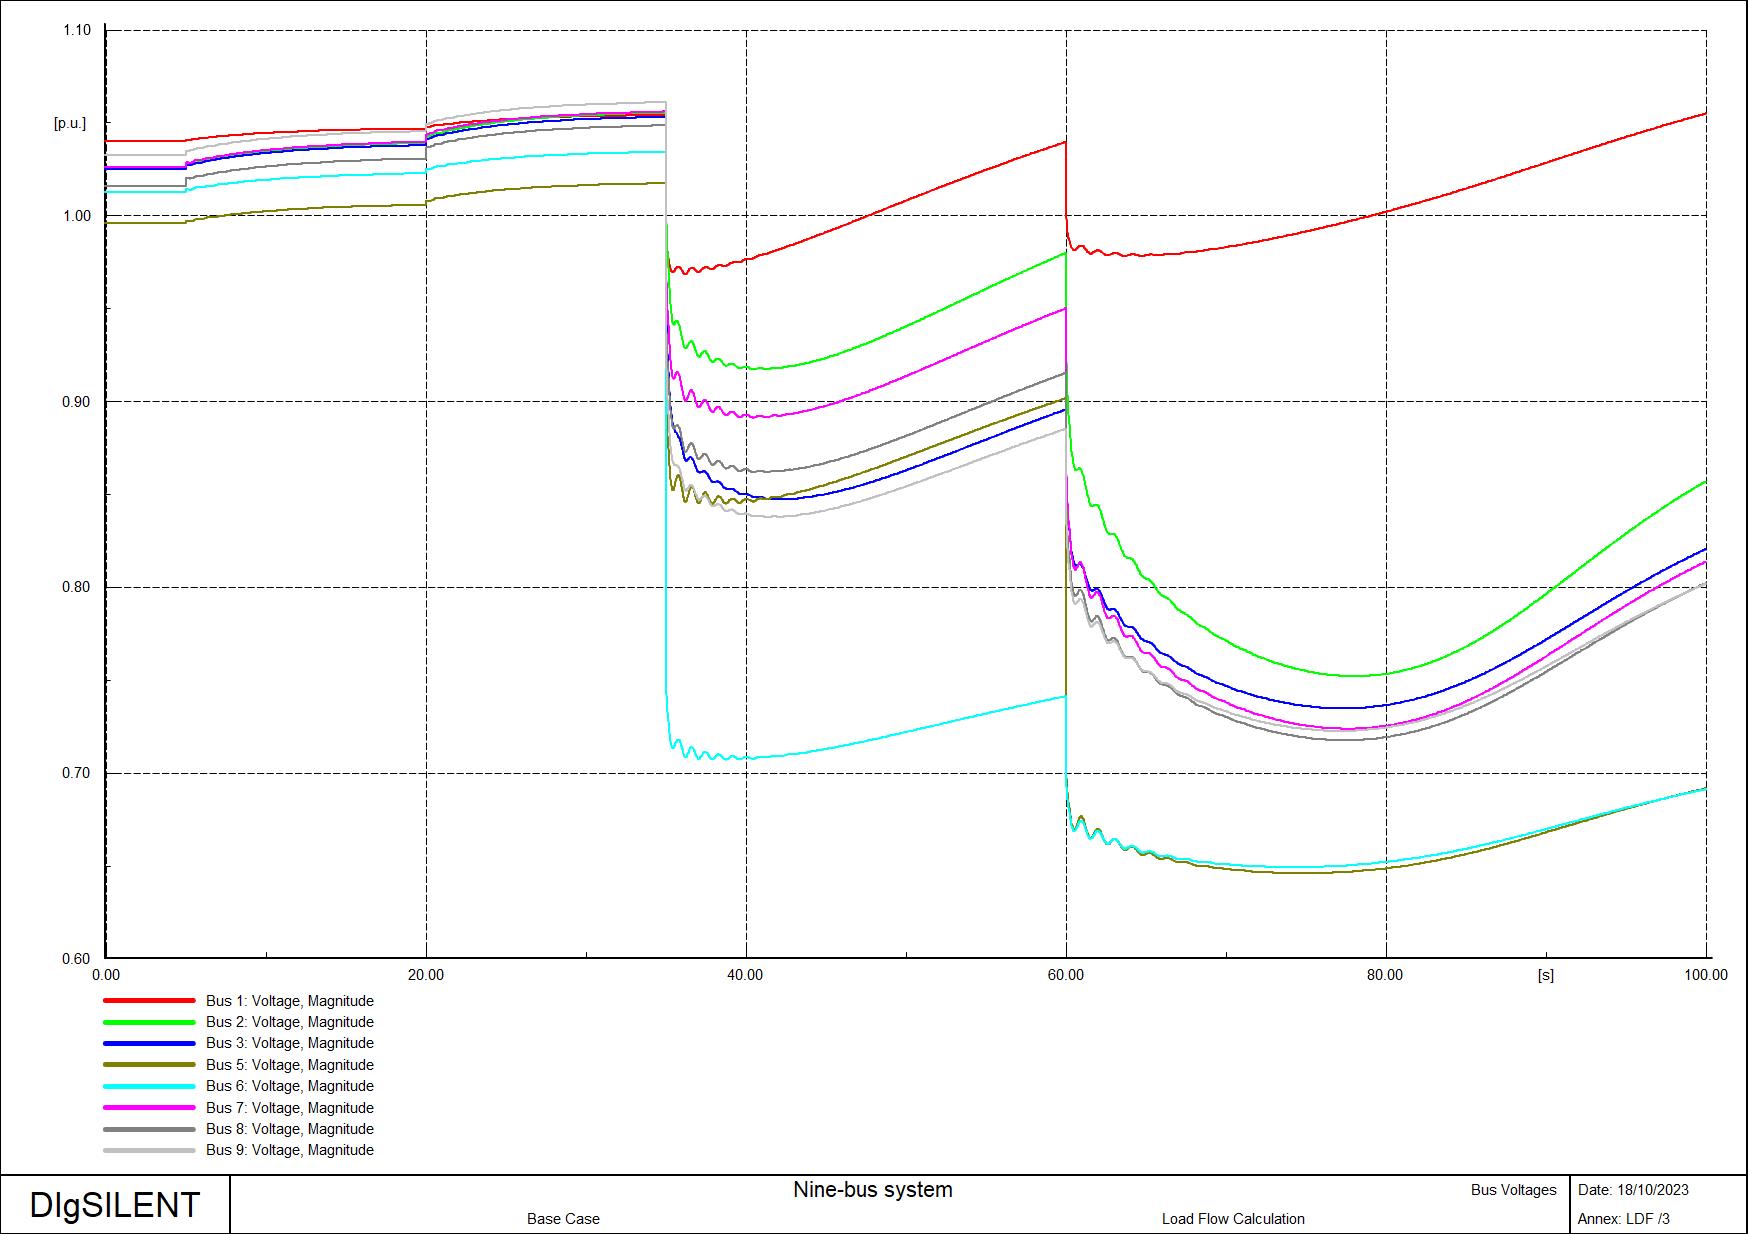 1.10
[p.u.]
1.00
0.90
0.80
0.70
0.60
0.00 20.00 40.00 60.00 80.00 [s] 100.00
Bus 1: Voltage, Magnitude
Bus 2: Voltage, Magnitude
Bus 3: Voltage, Magnitude
Bus 5: Voltage, Magnitude
Bus 6: Voltage, Magnitude
Bus 7: Voltage, Magnitude
Bus 8: Voltage, Magnitude
Bus 9: Voltage, Magnitude
DIgSILENT
Nine-bus system
Base Case
Load Flow Calculation
Bus Voltages
Date: 18/10/2023
Annex: LDF /3